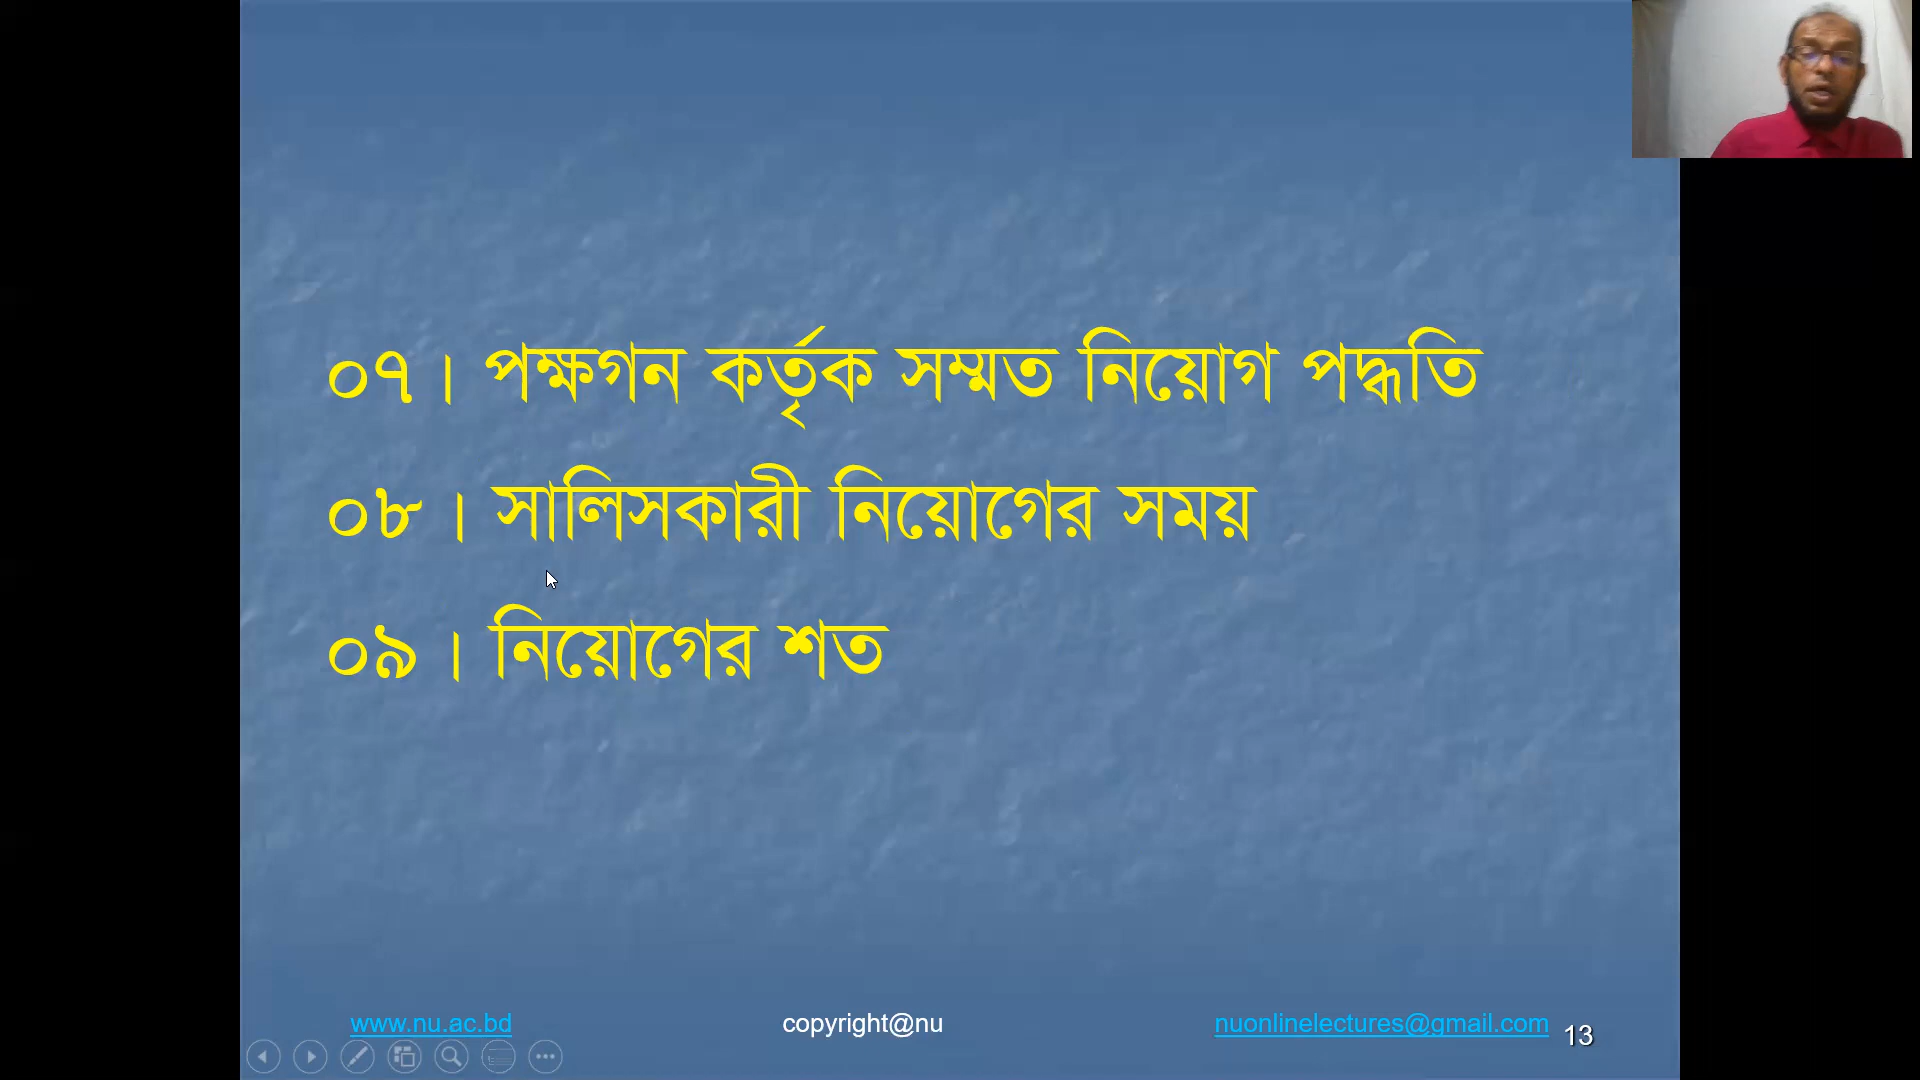 ০৭। পক্ষগন কর্তৃক সম্মত নিয়োগ পদ্ধতি
০৮। সালিসকারী নিয়োগের সময়
০৯। নিয়োগের শত
www.nu.ac.bd copyright@nu nuonlinelectures@gmail.com 13